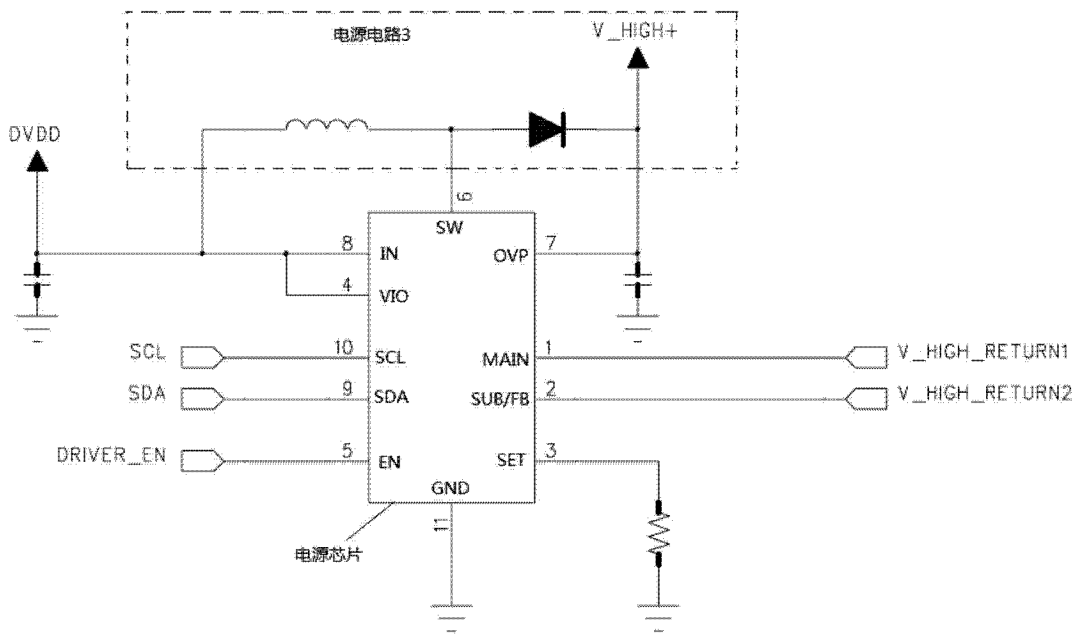 电源电路3
V_HIGH+
DVDD
6
SW
8
IN
OVP
7
4
VIO
SCL
10
SCL
MAIN
1
V_HIGH_RETURN1
SDA
9
SDA
SUB/FB
2
V_HIGH_RETURN2
DRIVER_EN
5
EN
SET
3
GND
11
电源芯片